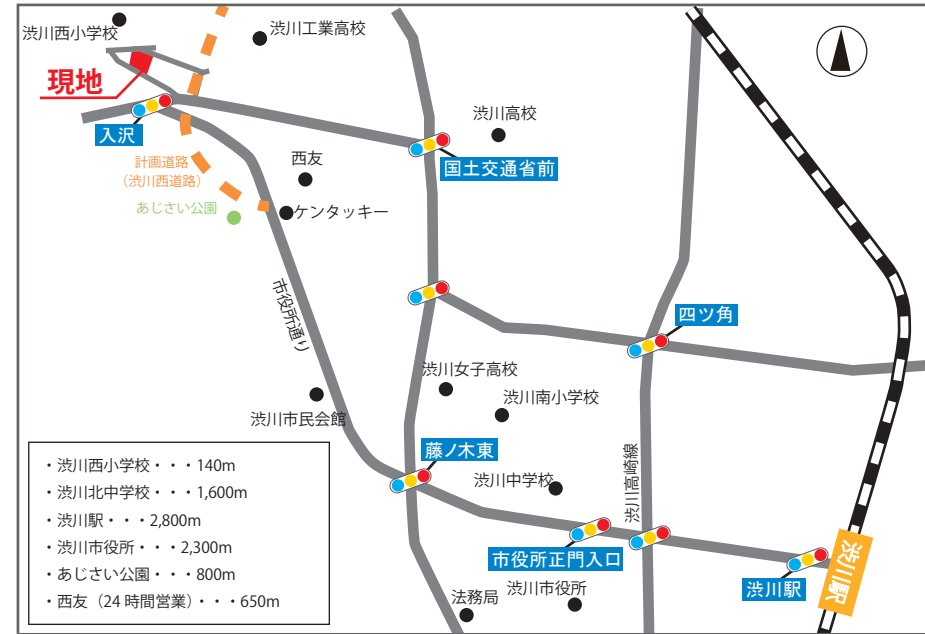 渋川西小学校
渋川工業高校
現地
入沢
渋川高校
国土交通省前
計画道路
（渋川西道路）
西友
あじさい公園
ケンタッキー
市役所通り
四ツ角
渋川女子高校
渋川南小学校
渋川市民会館
藤ノ木東
渋川中学校
渋川高崎線
市役所正門入口
渋川駅
渋川駅
法務局
渋川市役所
・渋川西小学校・・・140m
・渋川北中学校・・・1,600m
・渋川駅・・・2,800m
・渋川市役所・・・2,300m
・あじさい公園・・・800m
・西友（24 時間営業）・・・650m